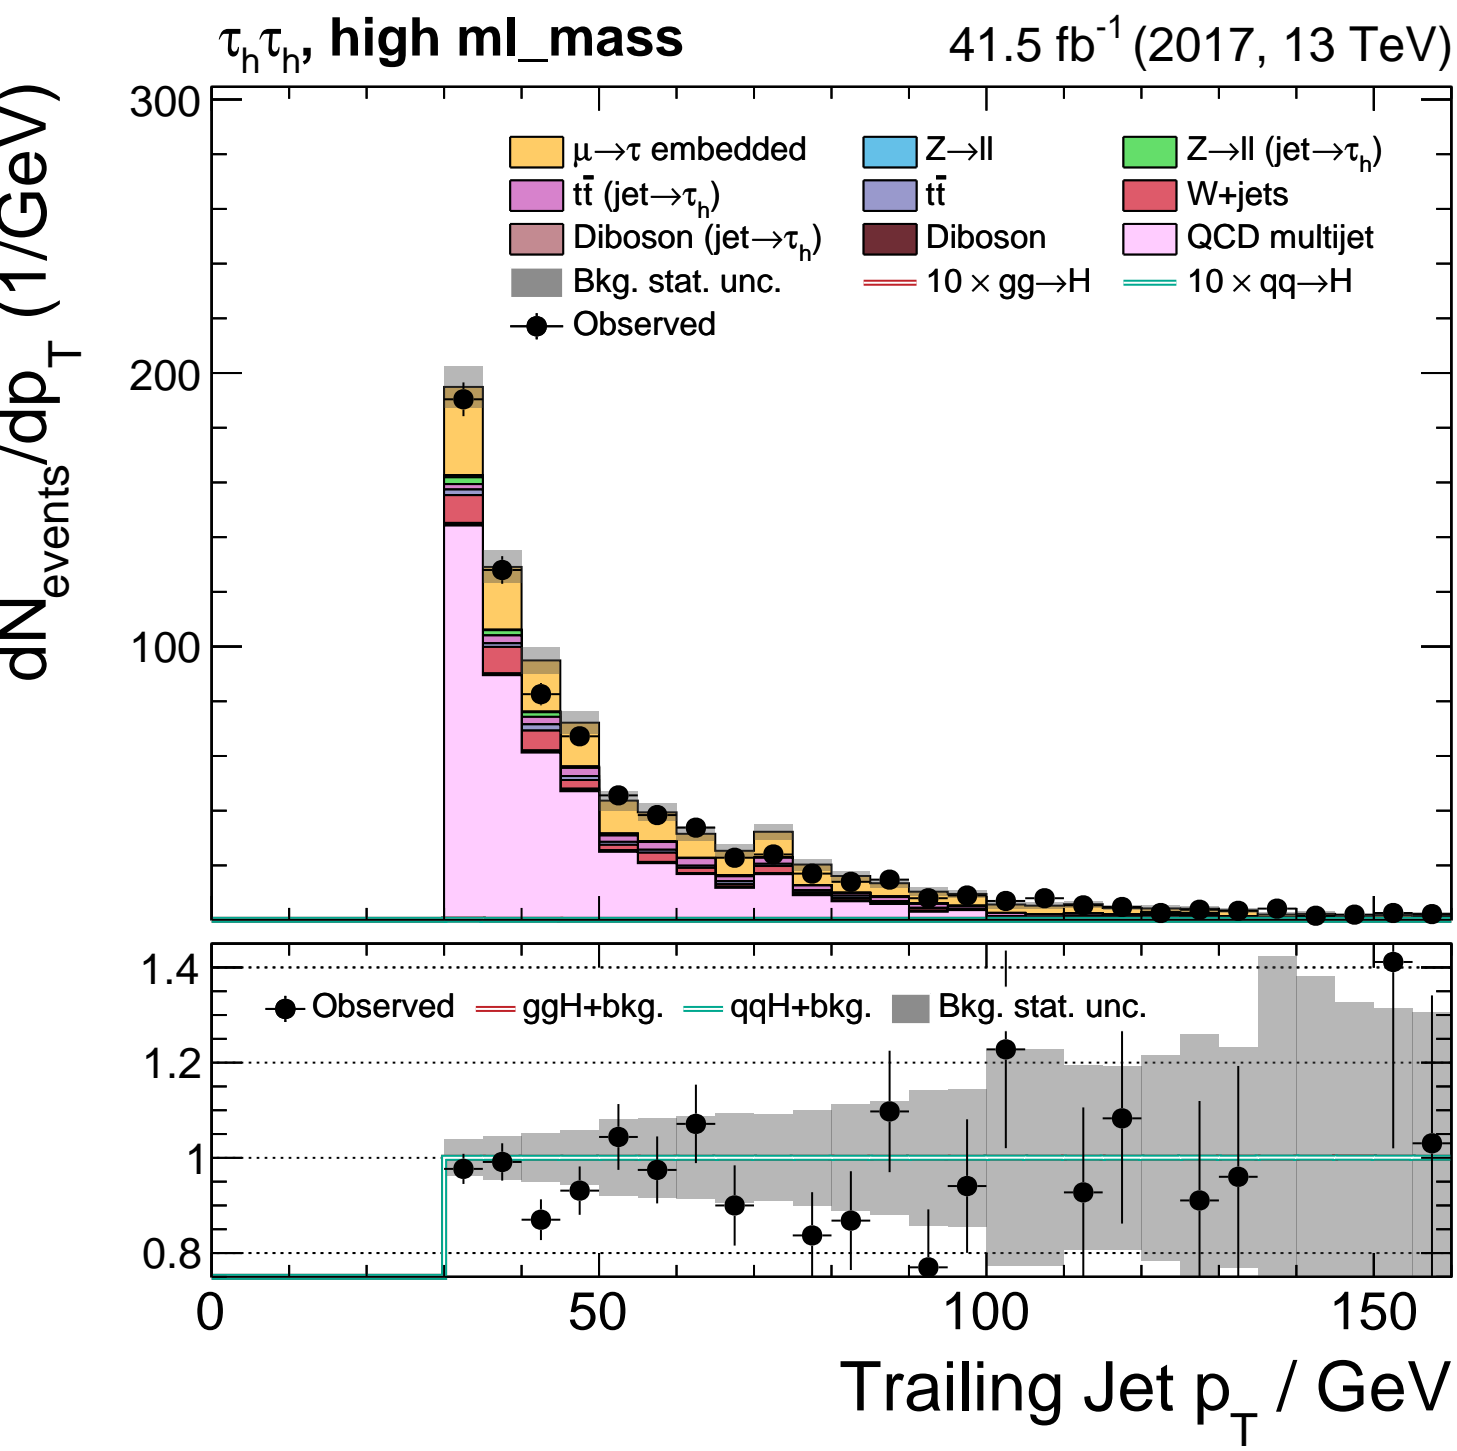 τhτh, high ml_mass 41.5 fb-1 (2017, 13 TeV)
dNevents/dpT (1/GeV)
300
200
100
μ→τ embedded Z→ll Z→ll (jet→τh)
tt̄ (jet→τh) tt̄ W+jets
Diboson (jet→τh) Diboson QCD multijet
Bkg. stat. unc. 10 × gg→H 10 × qq→H
Observed
1.4
1.2
1
0.8
Observed ggH+bkg. qqH+bkg. Bkg. stat. unc.
0 50 100 150
Trailing Jet pT / GeV